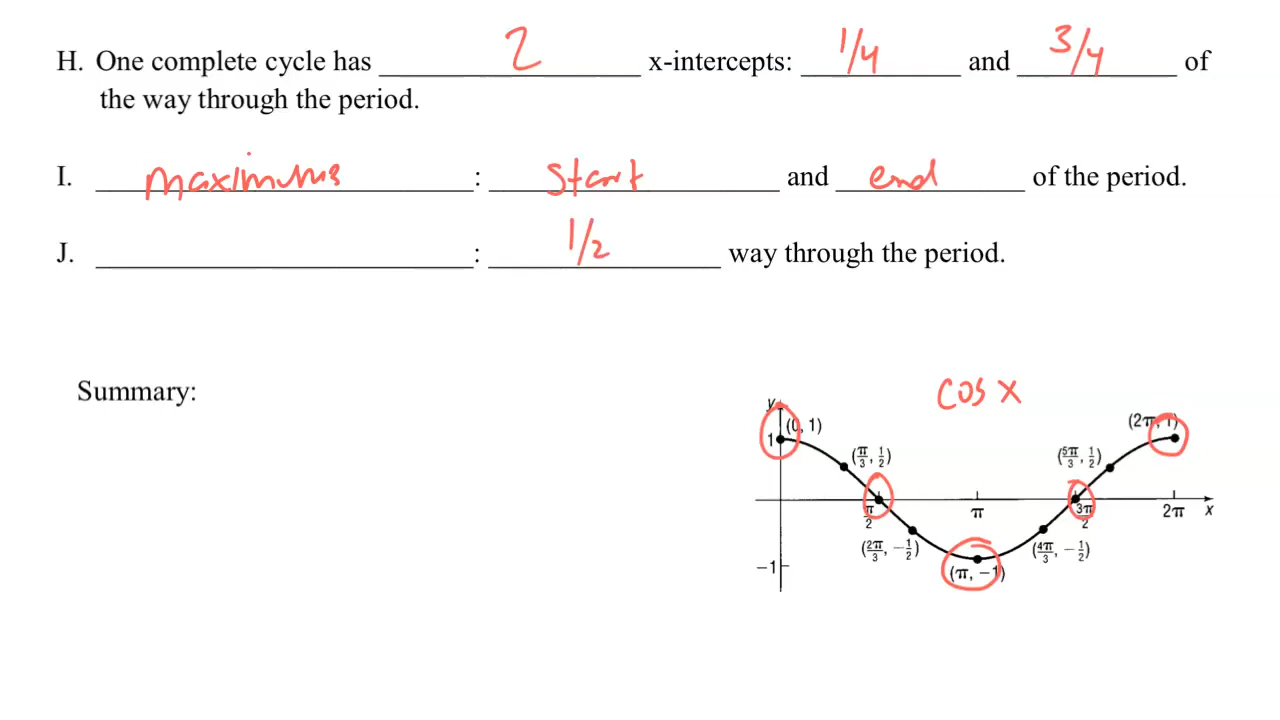 H. One complete cycle has 2 x-intercepts: 1/4 and 3/4 of
the way through the period.
I. maximums : start and end of the period.
J. : 1/2 way through the period.
Summary:
cos x
y
(0, 1)
(2π, 1)
1
(π/3, 1/2)
(5π/3, 1/2)
π/2
π
3π/2
2π
x
(2π/3, −1/2)
(4π/3, −1/2)
−1
(π, −1)